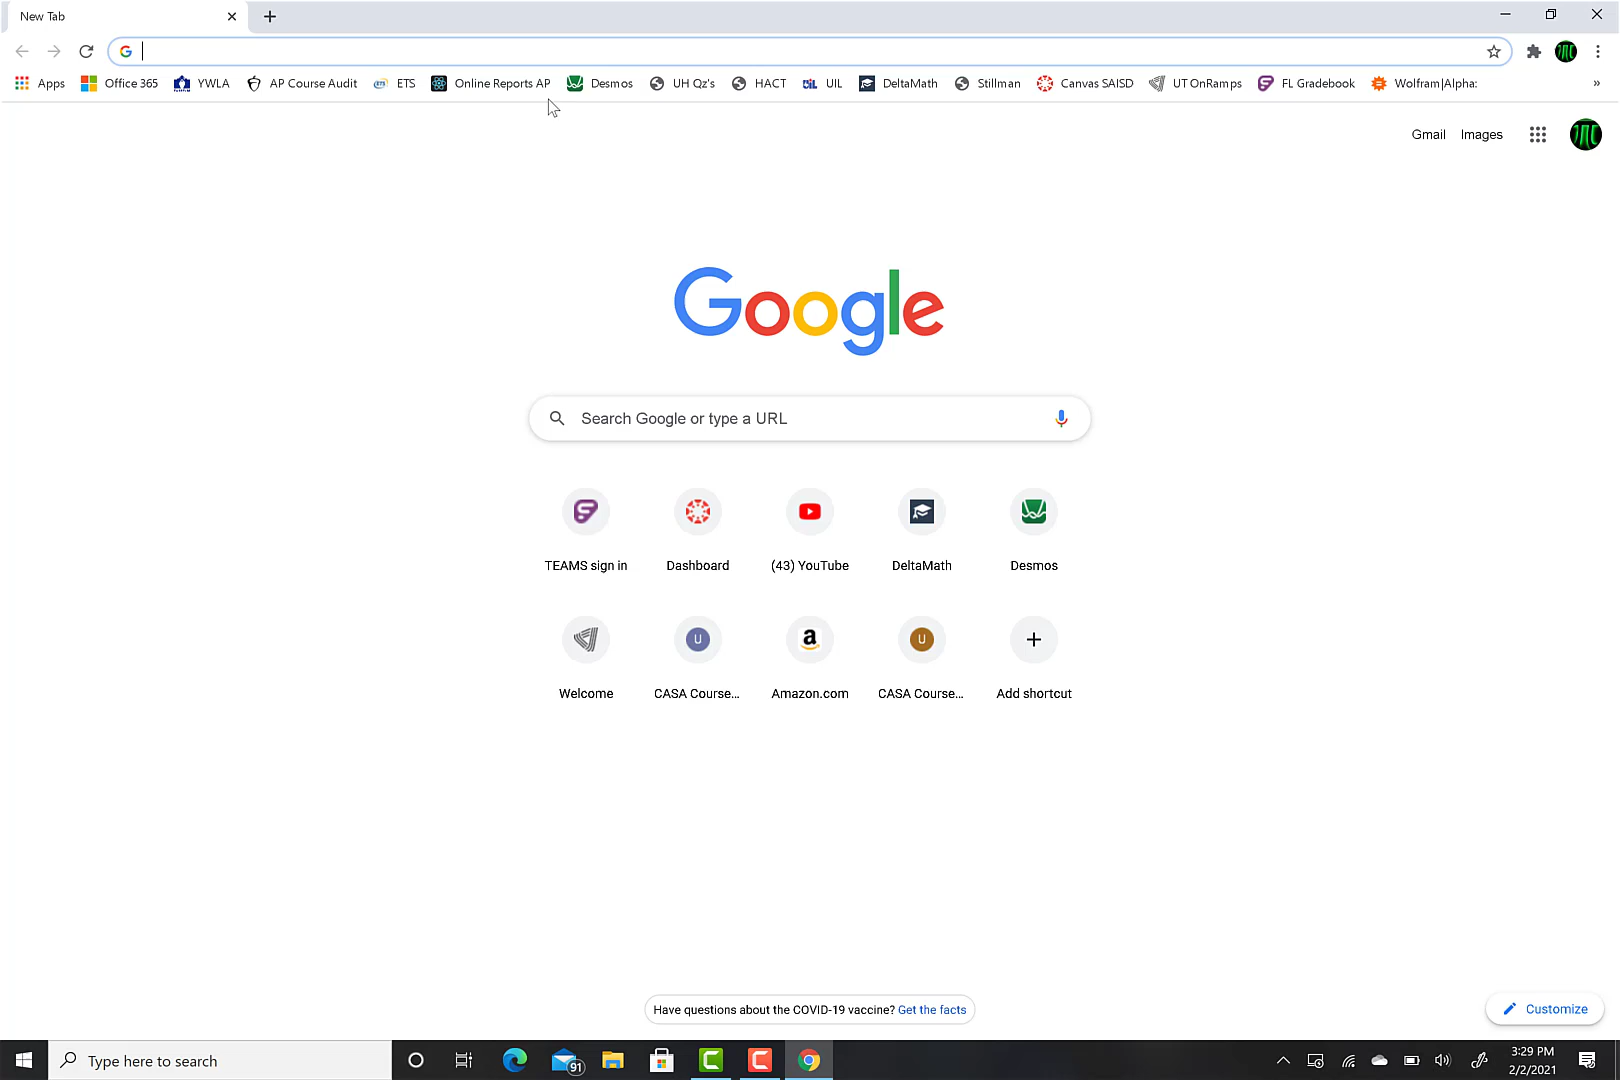 New Tab
Apps Office 365 YWLA AP Course Audit ETS Online Reports AP Desmos UH Qz's HACT UIL DeltaMath Stillman Canvas SAISD UT OnRamps FL Gradebook Wolfram|Alpha: »
Gmail Images
Google
Search Google or type a URL
TEAMS sign in Dashboard (43) YouTube DeltaMath Desmos
U U
Welcome CASA Course... Amazon.com CASA Course... Add shortcut
Have questions about the COVID-19 vaccine? Get the facts
Customize
Type here to search
91
3:29 PM
2/2/2021